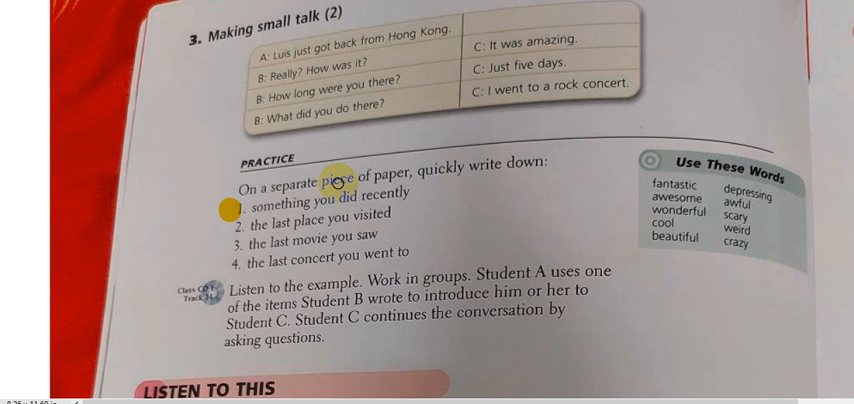 3. Making small talk (2)
A: Luis just got back from Hong Kong.
B: Really? How was it?
C: It was amazing.
B: How long were you there?
C: Just five days.
B: What did you do there?
C: I went to a rock concert.
PRACTICE
On a separate piece of paper, quickly write down:
1. something you did recently
2. the last place you visited
3. the last movie you saw
4. the last concert you went to
Use These Words
fantastic depressing
awesome awful
wonderful scary
cool weird
beautiful crazy
Class CD 1
Track
Listen to the example. Work in groups. Student A uses one
of the items Student B wrote to introduce him or her to
Student C. Student C continues the conversation by
asking questions.
LISTEN TO THIS